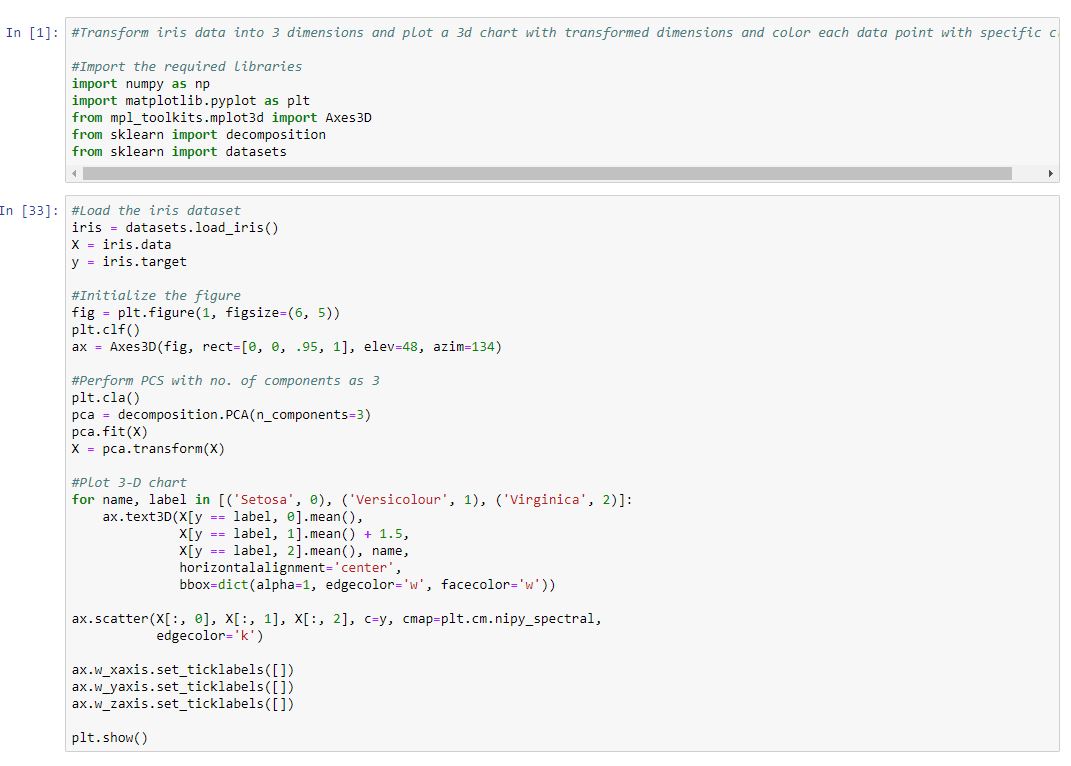 In [1]: #Transform iris data into 3 dimensions and plot a 3d chart with transformed dimensions and color each data point with specific
#Import the required libraries
import numpy as np
import matplotlib.pyplot as plt
from mpl_toolkits.mplot3d import Axes3D
from sklearn import decomposition
from sklearn import datasets
In [33]: #Load the iris dataset
iris = datasets.load_iris()
X = iris.data
y = iris.target
#Initialize the figure
fig = plt.figure(1, figsize=(6, 5))
plt.clf()
ax = Axes3D(fig, rect=[0, 0, .95, 1], elev=48, azim=134)
#Perform PCS with no. of components as 3
plt.cla()
pca = decomposition.PCA(n_components=3)
pca.fit(X)
X = pca.transform(X)
#Plot 3-D chart
for name, label in [('Setosa', 0), ('Versicolour', 1), ('Virginica', 2)]:
    ax.text3D(X[y == label, 0].mean(),
              X[y == label, 1].mean() + 1.5,
              X[y == label, 2].mean(), name,
              horizontalalignment='center',
              bbox=dict(alpha=1, edgecolor='w', facecolor='w'))
ax.scatter(X[:, 0], X[:, 1], X[:, 2], c=y, cmap=plt.cm.nipy_spectral,
           edgecolor='k')
ax.w_xaxis.set_ticklabels([])
ax.w_yaxis.set_ticklabels([])
ax.w_zaxis.set_ticklabels([])
plt.show()